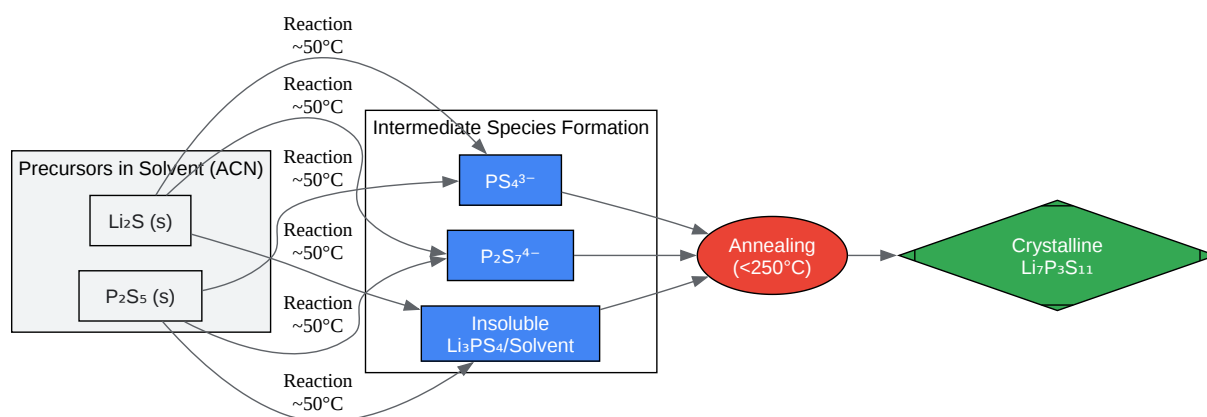 Reaction
~50°C
Reaction
~50°C
Reaction
~50°C
Reaction
~50°C
Reaction
~50°C
Reaction
~50°C
Precursors in Solvent (ACN)
Li₂S (s)
P₂S₅ (s)
Intermediate Species Formation
PS₄³⁻
P₂S₇⁴⁻
Insoluble
Li₃PS₄/Solvent
Annealing
(<250°C)
Crystalline
Li₇P₃S₁₁